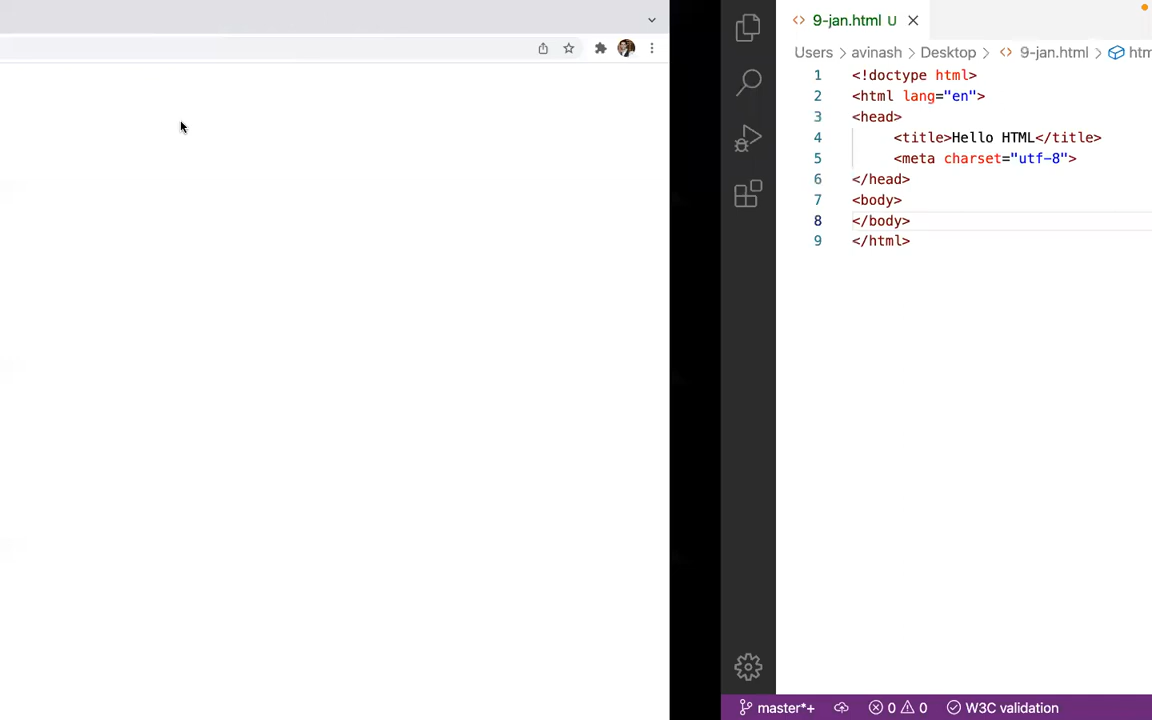 9-jan.html U
Users > avinash > Desktop > 9-jan.html >
1 <!doctype html>
2 <html lang="en">
3 <head>
4 <title>Hello HTML</title>
5 <meta charset="utf-8">
6 </head>
7 <body>
8 </body>
9 </html>
master*+ 0 0 W3C validation